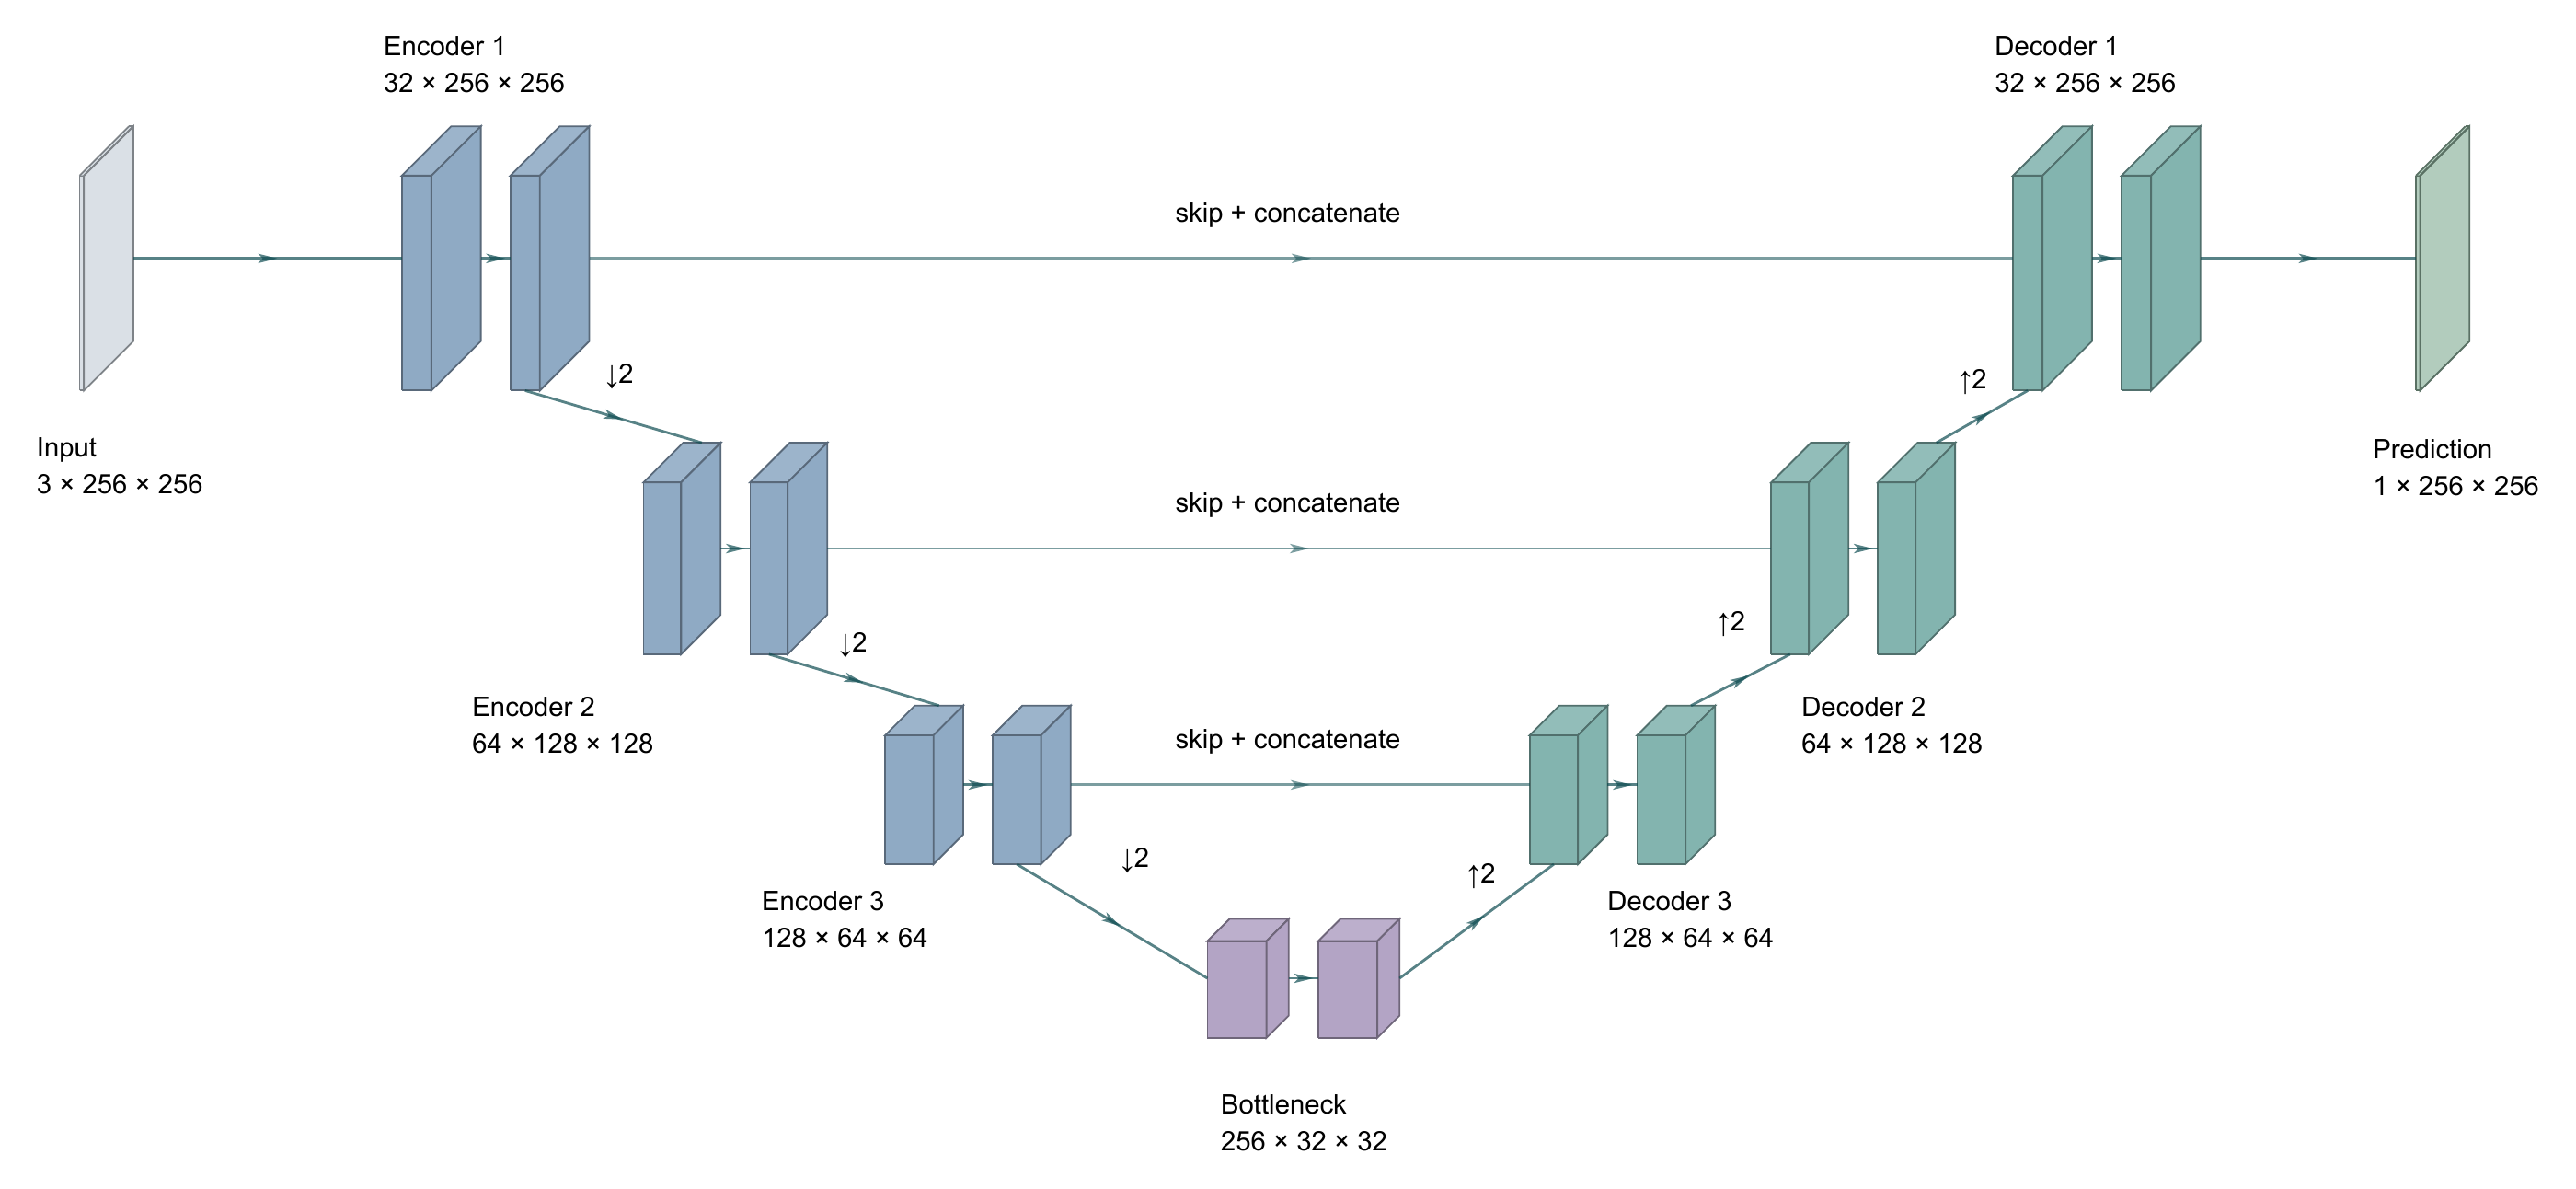 Encoder 1
32 × 256 × 256
Decoder 1
32 × 256 × 256
skip + concatenate
↓2
↑2
Input
3 × 256 × 256
Prediction
1 × 256 × 256
skip + concatenate
↓2
↑2
Encoder 2
64 × 128 × 128
Decoder 2
64 × 128 × 128
skip + concatenate
↓2
↑2
Encoder 3
128 × 64 × 64
Decoder 3
128 × 64 × 64
Bottleneck
256 × 32 × 32